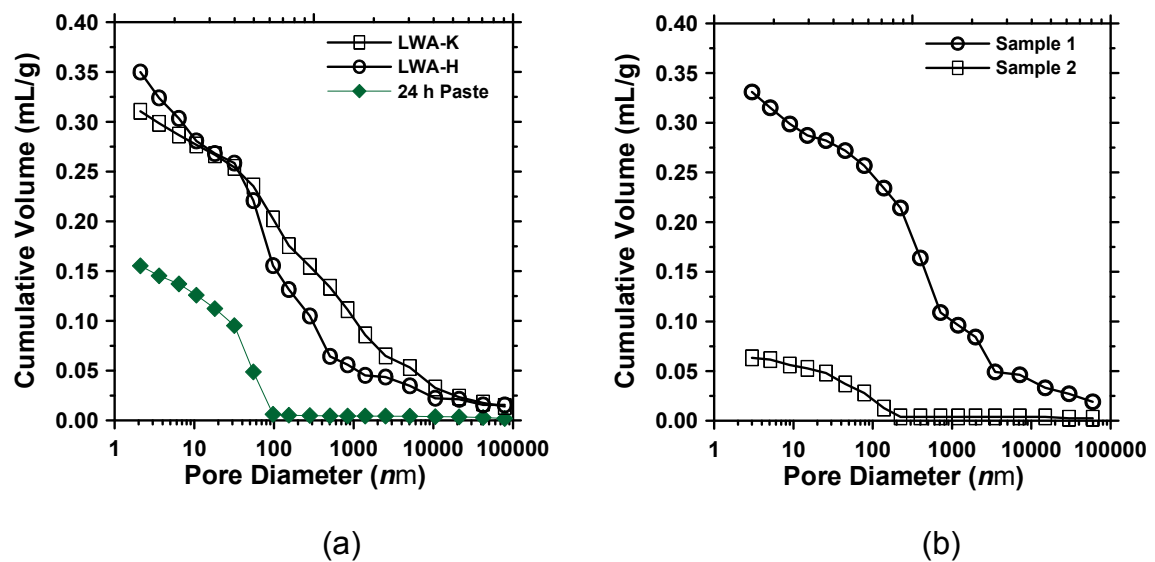 Cumulative Volume (mL/g)
0.40
0.35
0.30
0.25
0.20
0.15
0.10
0.05
0.00
LWA-K
LWA-H
24 h Paste
1 10 100 1000 10000 100000
Pore Diameter (nm)
(a)
Cumulative Volume (mL/g)
0.40
0.35
0.30
0.25
0.20
0.15
0.10
0.05
0.00
Sample 1
Sample 2
1 10 100 1000 10000 100000
Pore Diameter (nm)
(b)